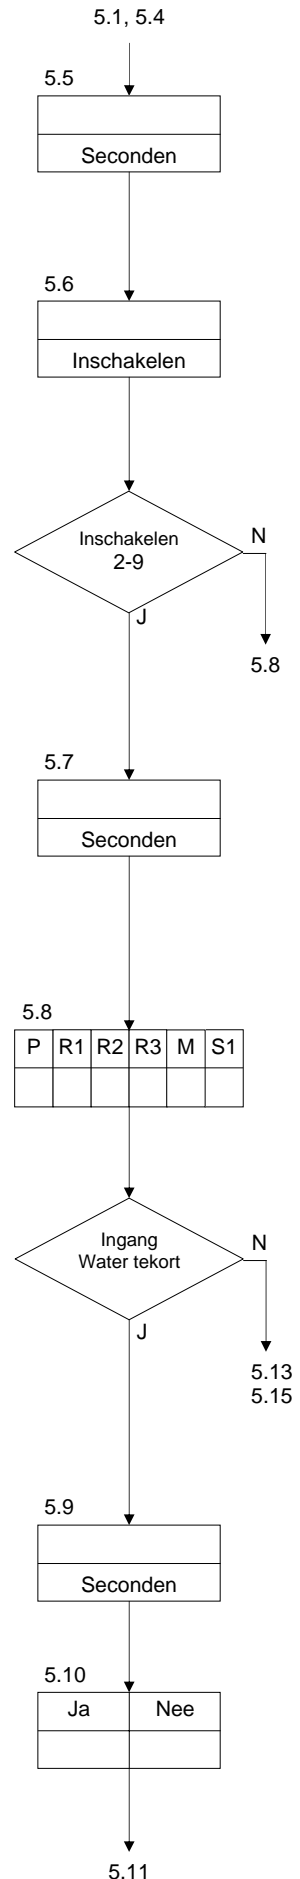 5.1, 5.4
5.5
Seconden
5.6
Inschakelen
Inschakelen
2-9
N
J
5.8
5.7
Seconden
5.8
P R1 R2 R3 M S1
Ingang
Water tekort
N
J
5.13
5.15
5.9
Seconden
5.10
Ja Nee
5.11